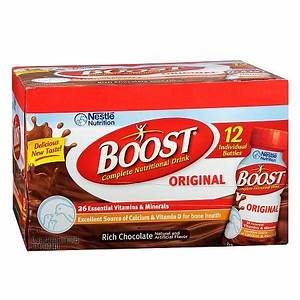 Nestlé
Nutrition
Delicious
New Taste!
BOOST
Complete Nutritional Drink
12
Individual
Bottles
ORIGINAL
26 Essential Vitamins & Minerals
Excellent Source of Calcium & Vitamin D for bone health
Rich Chocolate Natural and
Artificial Flavor
BOOST
ORIGINAL